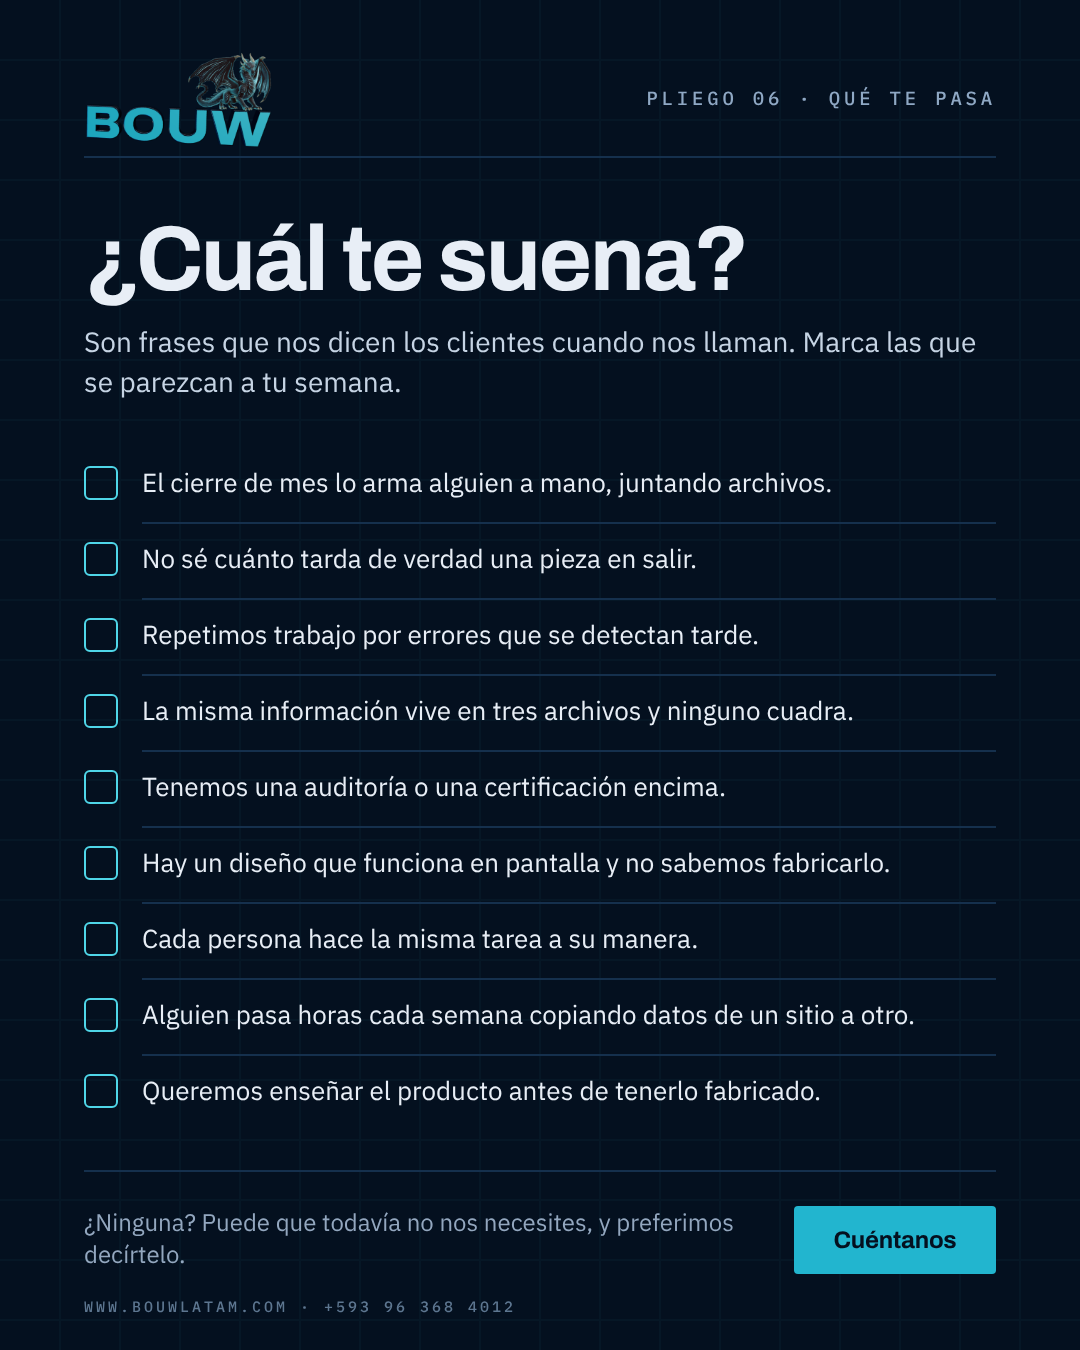 BOUW
PLIEGO 06 · QUÉ TE PASA
¿Cuál te suena?
Son frases que nos dicen los clientes cuando nos llaman. Marca las que
se parezcan a tu semana.
El cierre de mes lo arma alguien a mano, juntando archivos.
No sé cuánto tarda de verdad una pieza en salir.
Repetimos trabajo por errores que se detectan tarde.
La misma información vive en tres archivos y ninguno cuadra.
Tenemos una auditoría o una certificación encima.
Hay un diseño que funciona en pantalla y no sabemos fabricarlo.
Cada persona hace la misma tarea a su manera.
Alguien pasa horas cada semana copiando datos de un sitio a otro.
Queremos enseñar el producto antes de tenerlo fabricado.
¿Ninguna? Puede que todavía no nos necesites, y preferimos
decírtelo.
Cuéntanos
WWW.BOUWLATAM.COM · +593 96 368 4012